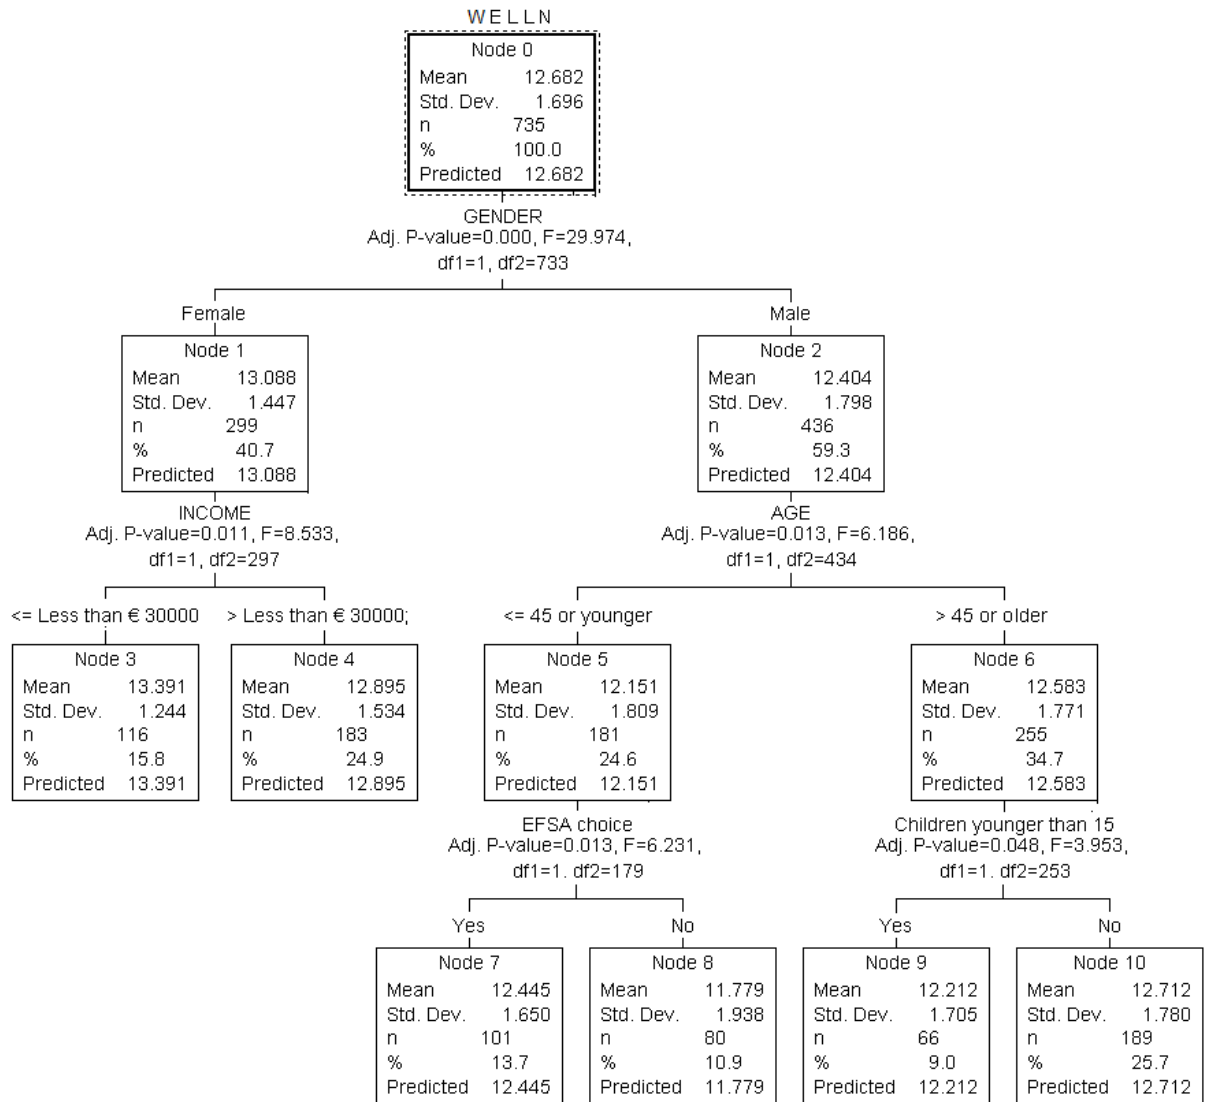 WELLN
Node 0
Mean 12.682
Std. Dev. 1.696
n 735
% 100.0
Predicted 12.682
GENDER
Adj. P-value=0.000, F=29.974,
df1=1, df2=733
Female
Male
Node 1
Mean 13.088
Std. Dev. 1.447
n 299
% 40.7
Predicted 13.088
Node 2
Mean 12.404
Std. Dev. 1.798
n 436
% 59.3
Predicted 12.404
INCOME
Adj. P-value=0.011, F=8.533,
df1=1, df2=297
AGE
Adj. P-value=0.013, F=6.186,
df1=1, df2=434
<= Less than € 30000
> Less than € 30000;
<= 45 or younger
> 45 or older
Node 3
Mean 13.391
Std. Dev. 1.244
n 116
% 15.8
Predicted 13.391
Node 4
Mean 12.895
Std. Dev. 1.534
n 183
% 24.9
Predicted 12.895
Node 5
Mean 12.151
Std. Dev. 1.809
n 181
% 24.6
Predicted 12.151
Node 6
Mean 12.583
Std. Dev. 1.771
n 255
% 34.7
Predicted 12.583
EFSA choice
Adj. P-value=0.013, F=6.231,
df1=1. df2=179
Children younger than 15
Adj. P-value=0.048, F=3.953,
df1=1. df2=253
Yes
No
Yes
No
Node 7
Mean 12.445
Std. Dev. 1.650
n 101
% 13.7
Predicted 12.445
Node 8
Mean 11.779
Std. Dev. 1.938
n 80
% 10.9
Predicted 11.779
Node 9
Mean 12.212
Std. Dev. 1.705
n 66
% 9.0
Predicted 12.212
Node 10
Mean 12.712
Std. Dev. 1.780
n 189
% 25.7
Predicted 12.712